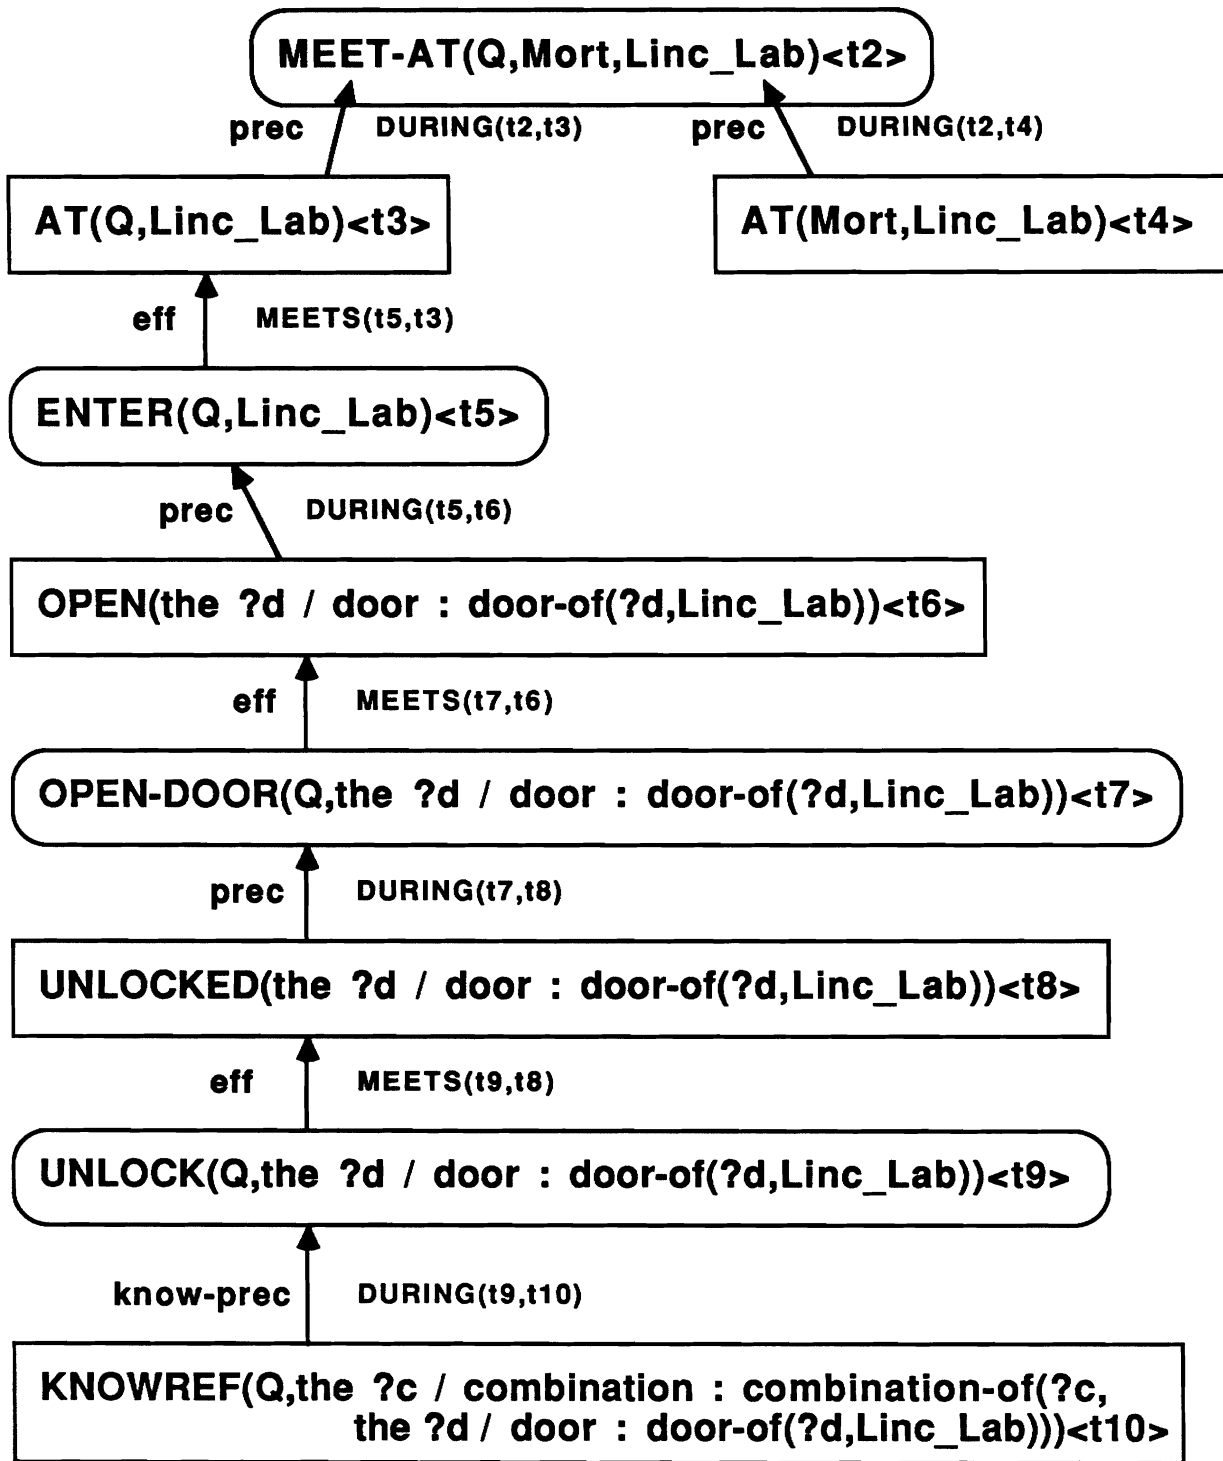 MEET-AT(Q,Mort,Linc_Lab)<t2>
prec DURING(t2,t3) prec DURING(t2,t4)
AT(Q,Linc_Lab)<t3> AT(Mort,Linc_Lab)<t4>
eff MEETS(t5,t3)
ENTER(Q,Linc_Lab)<t5>
prec DURING(t5,t6)
OPEN(the ?d / door : door-of(?d,Linc_Lab))<t6>
eff MEETS(t7,t6)
OPEN-DOOR(Q,the ?d / door : door-of(?d,Linc_Lab))<t7>
prec DURING(t7,t8)
UNLOCKED(the ?d / door : door-of(?d,Linc_Lab))<t8>
eff MEETS(t9,t8)
UNLOCK(Q,the ?d / door : door-of(?d,Linc_Lab))<t9>
know-prec DURING(t9,t10)
KNOWREF(Q,the ?c / combination : combination-of(?c,
the ?d / door : door-of(?d,Linc_Lab)))<t10>